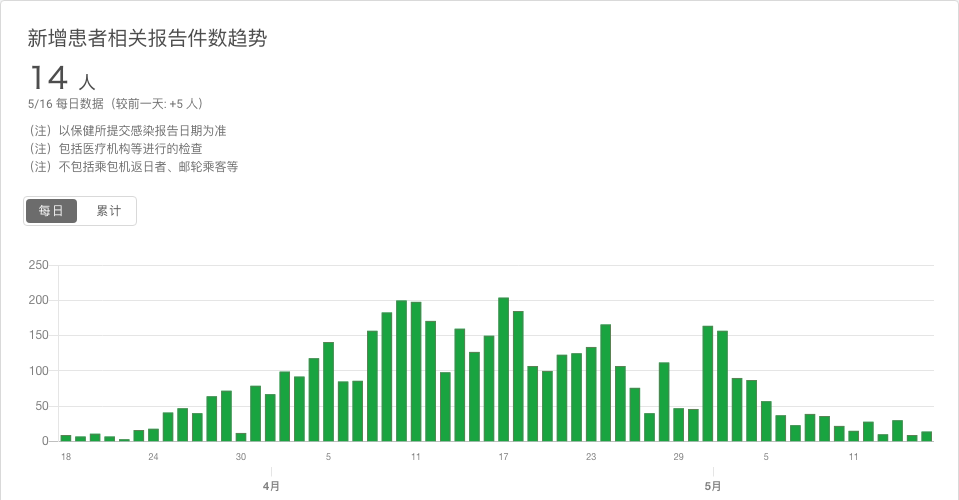 新增患者相关报告件数趋势
14 人
5/16 每日数据（较前一天: +5 人）
（注）以保健所提交感染报告日期为准
（注）包括医疗机构等进行的检查
（注）不包括乘包机返日者、邮轮乘客等
每日 累计
250
200
150
100
50
0
18 24 30 5 11 17 23 29 5 11
4月 5月